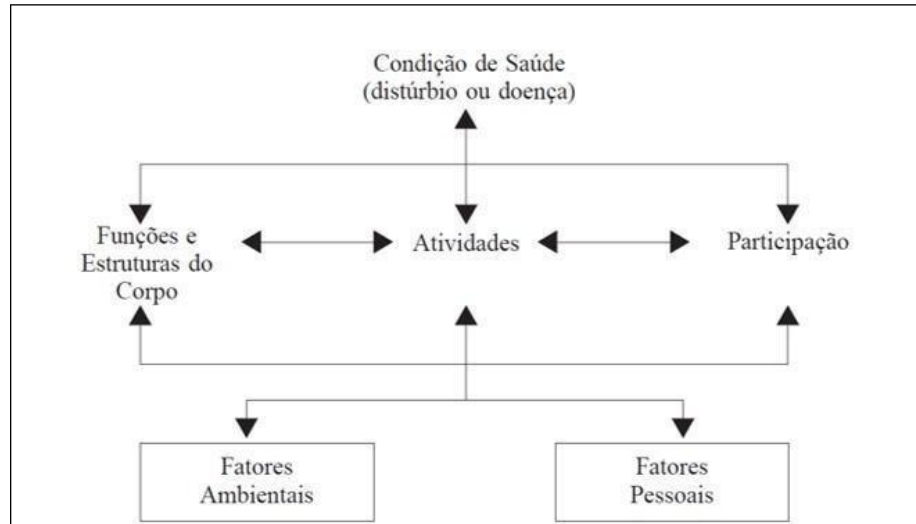 Condição de Saúde
(distúrbio ou doença)
Funções e
Estruturas do
Corpo
Atividades
Participação
Fatores
Ambientais
Fatores
Pessoais